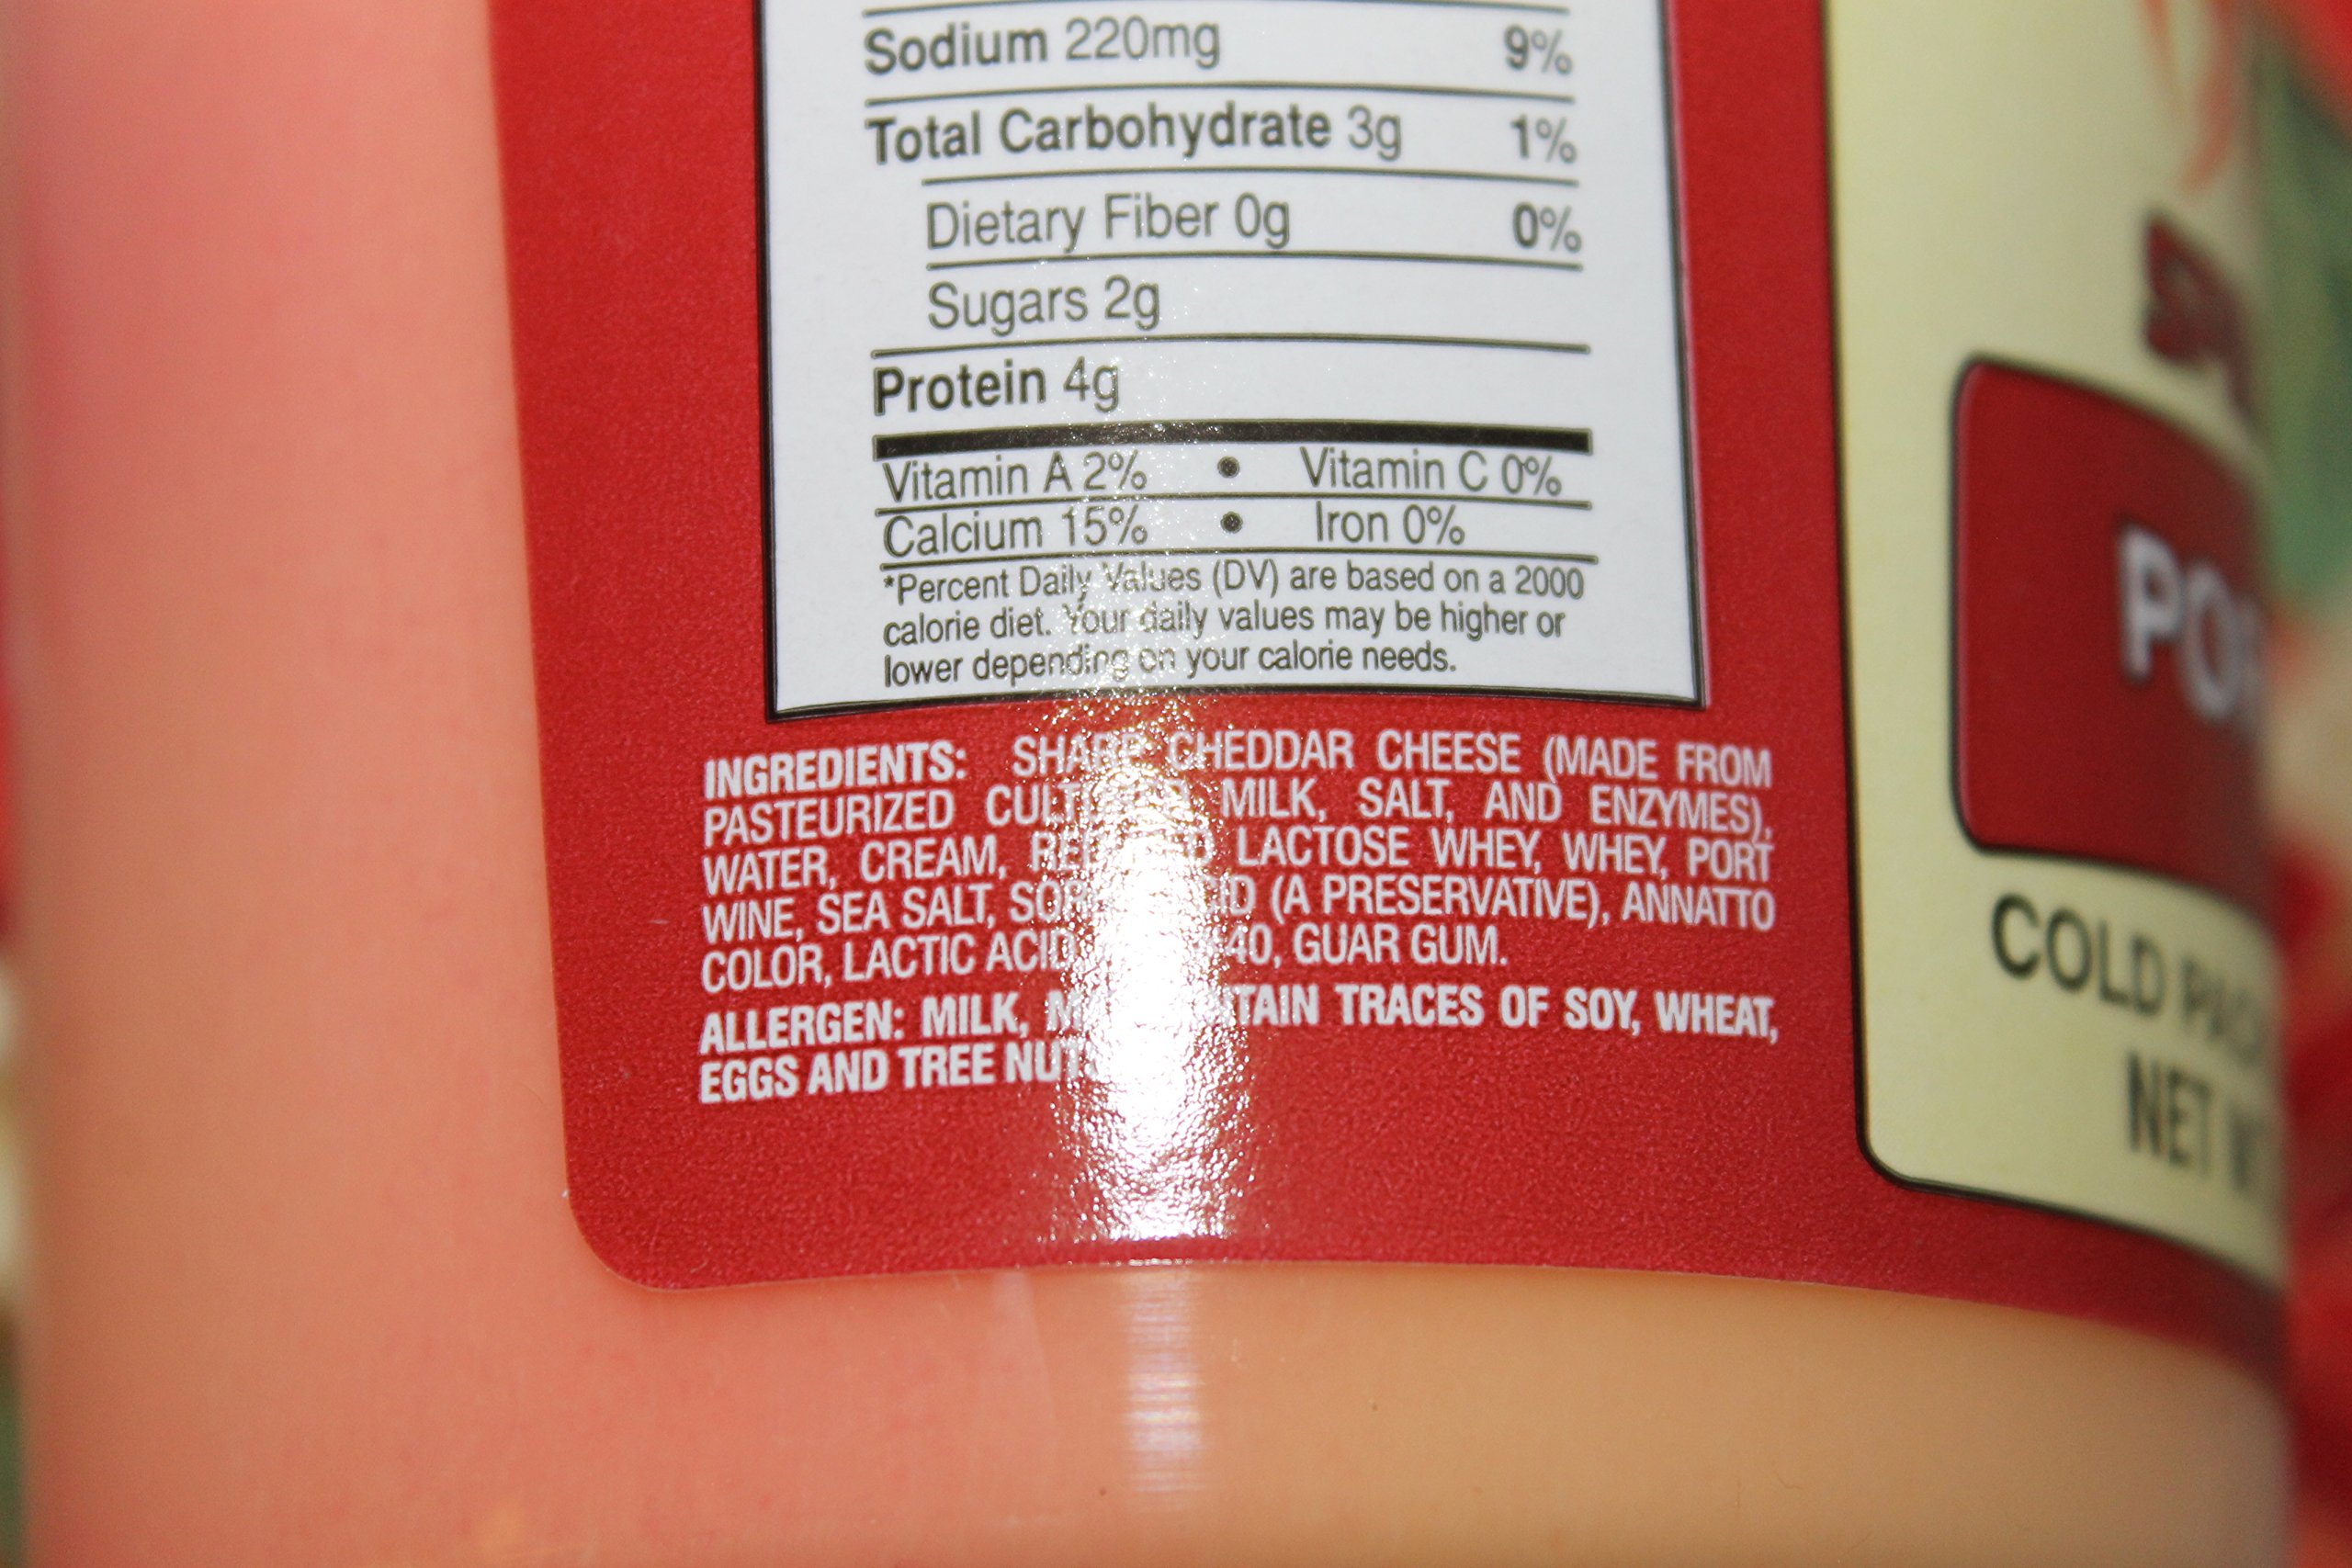 Sodium 220mg 9%
Total Carbohydrate 3g 1%
Dietary Fiber 0g 0%
Sugars 2g
Protein 4g
Vitamin A 2% • Vitamin C 0%
Calcium 15% • Iron 0%
*Percent Daily Values (DV) are based on a 2000
calorie diet. Your daily values may be higher or
lower depending on your calorie needs.
INGREDIENTS: SHARP CHEDDAR CHEESE (MADE FROM
PASTEURIZED MILK, SALT, AND ENZYMES),
WATER, CREAM, LACTOSE WHEY, WHEY, PORT
WINE, SEA SALT, (A PRESERVATIVE), ANNATTO
COLOR, LACTIC ACID, 40, GUAR GUM.
ALLERGEN: MILK, TRACES OF SOY, WHEAT,
EGGS AND TREE
COLD
NET